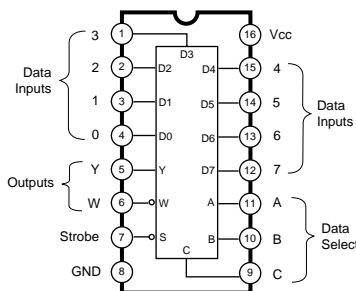 3 1 D3 16 Vcc
2 2 D2 D4 15 4
Data Inputs
1 3 D1 D5 14 5
Data Inputs
0 4 D0 D6 13 6
Y 5 Y D7 12 7
Outputs
W 6 W A 11 A
Strobe 7 S B 10 B
Data Select
C
GND 8 9 C